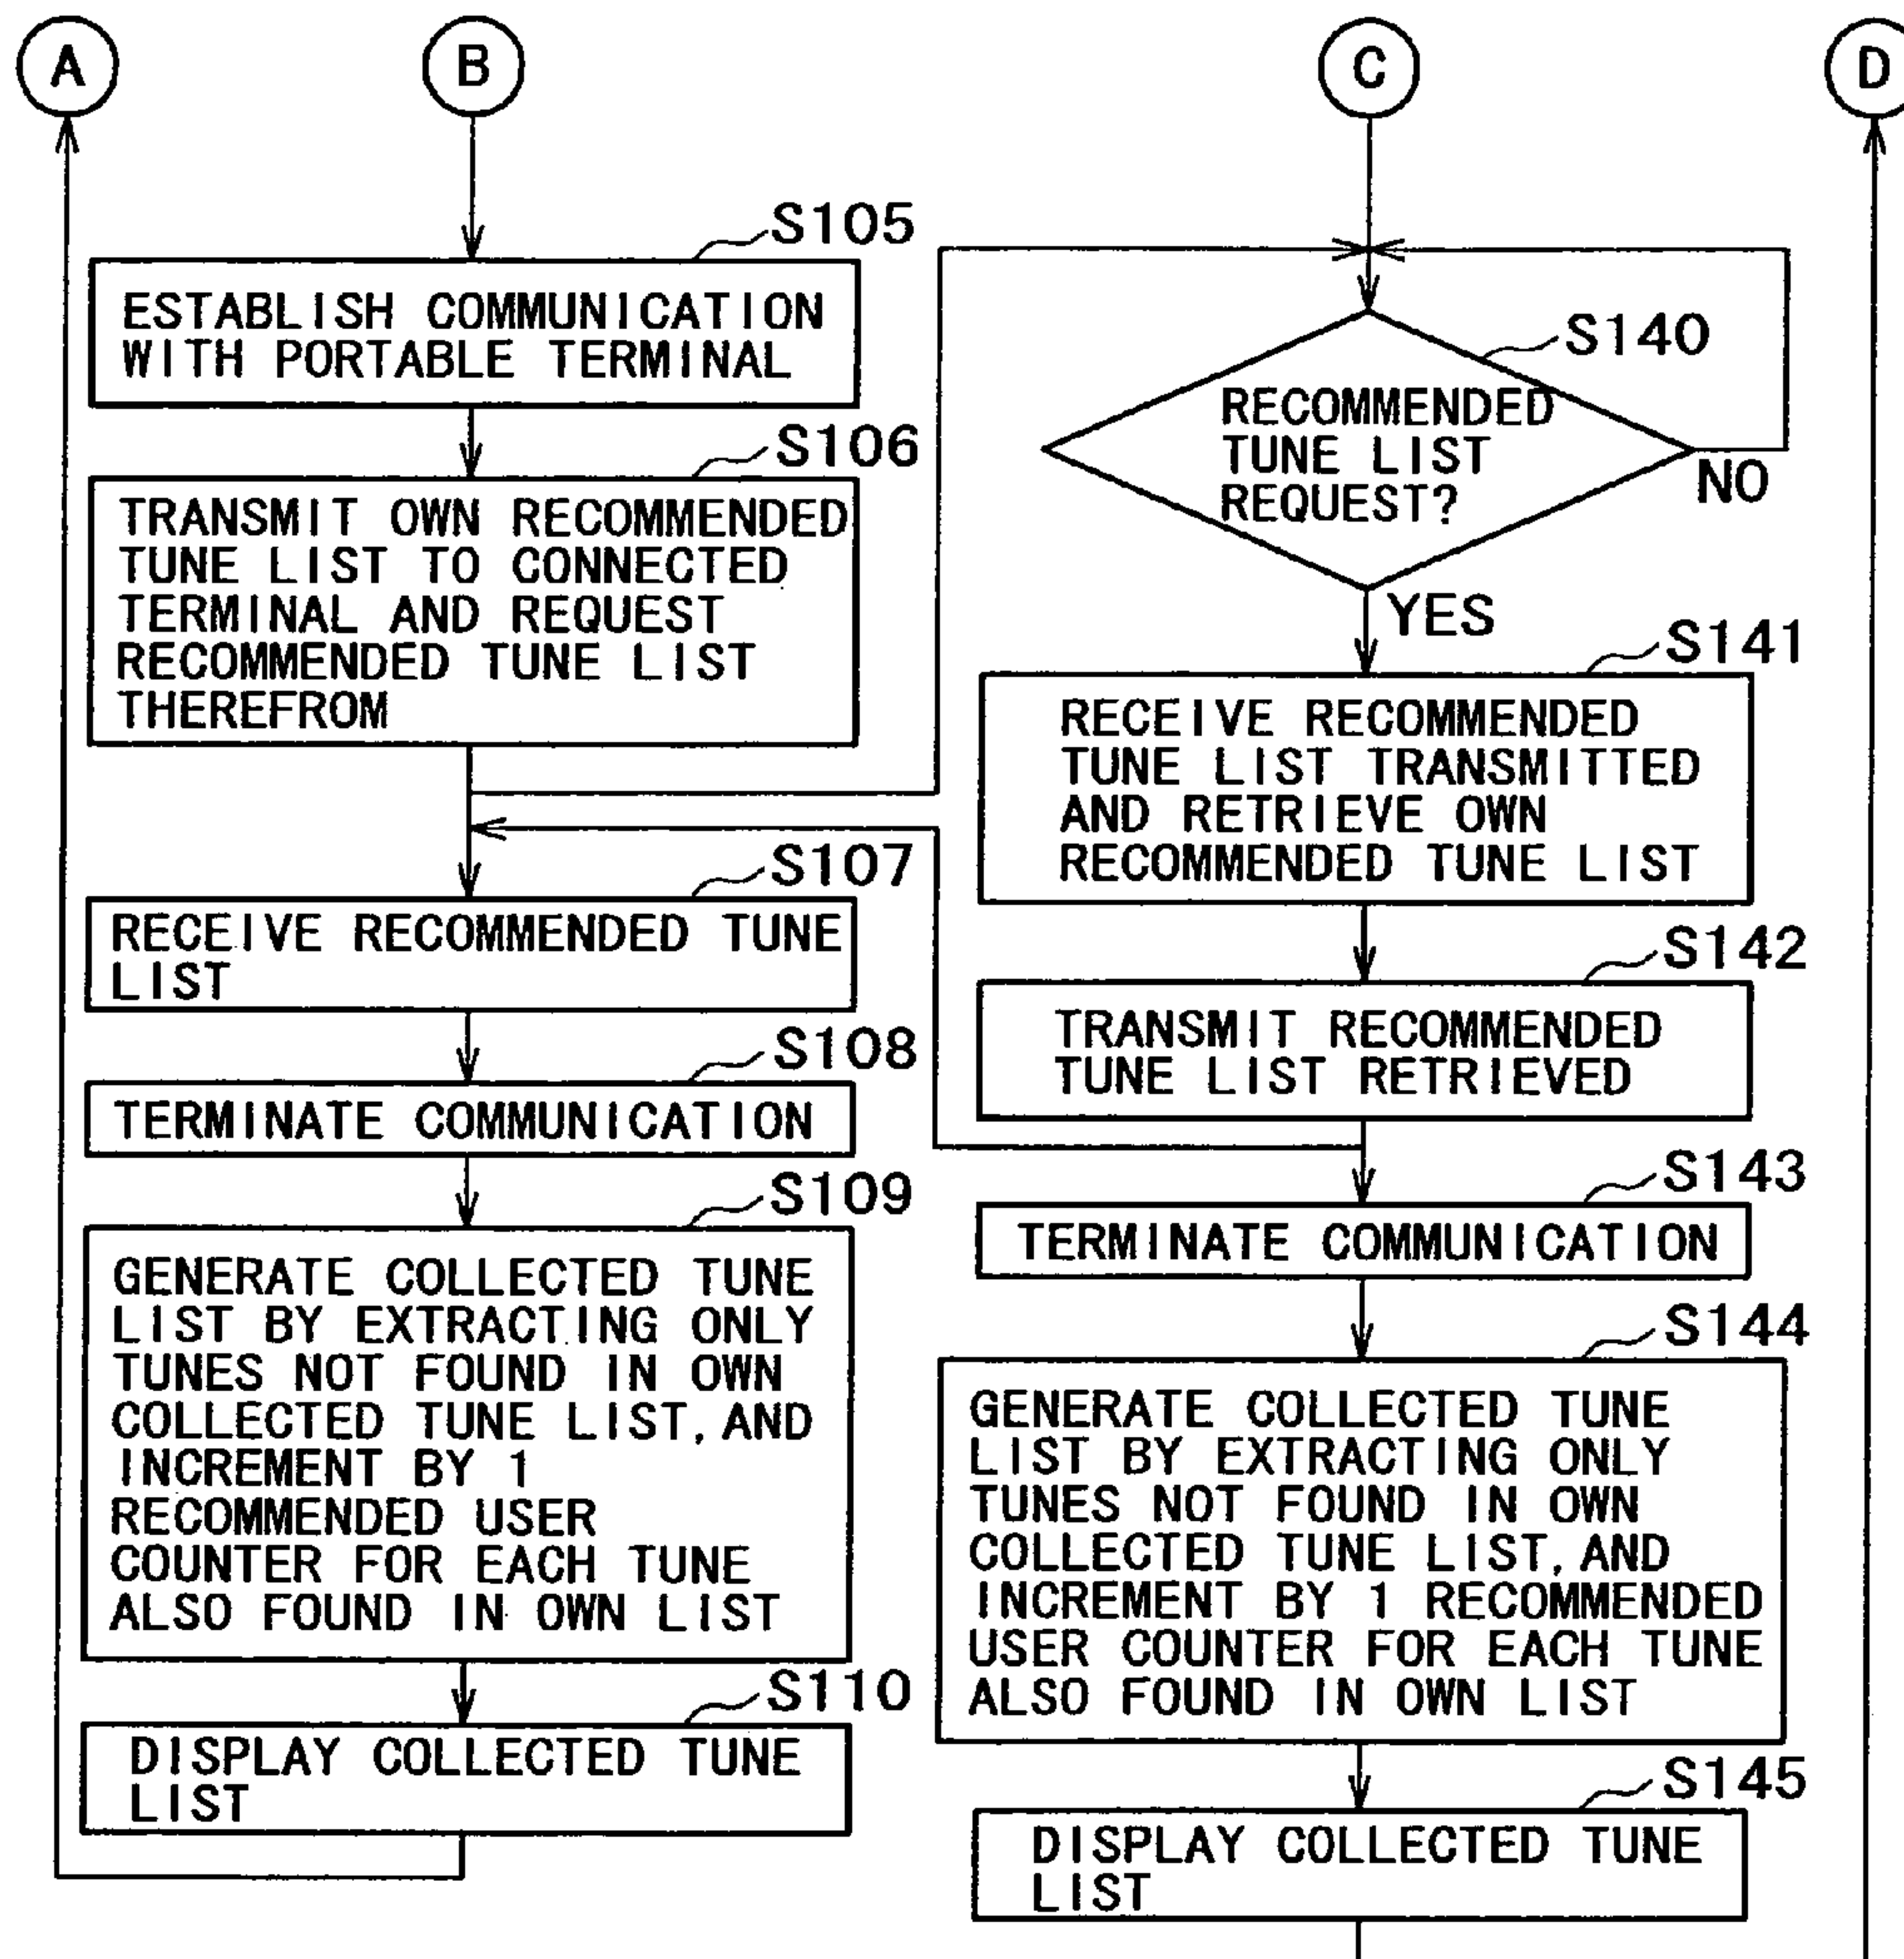 A
B
C
D
S105
ESTABLISH COMMUNICATION
WITH PORTABLE TERMINAL
S106
TRANSMIT OWN RECOMMENDED
TUNE LIST TO CONNECTED
TERMINAL AND REQUEST
RECOMMENDED TUNE LIST
THEREFROM
S107
RECEIVE RECOMMENDED TUNE
LIST
S108
TERMINATE COMMUNICATION
S109
GENERATE COLLECTED TUNE
LIST BY EXTRACTING ONLY
TUNES NOT FOUND IN OWN
COLLECTED TUNE LIST, AND
INCREMENT BY 1
RECOMMENDED USER
COUNTER FOR EACH TUNE
ALSO FOUND IN OWN LIST
S110
DISPLAY COLLECTED TUNE
LIST
S140
RECOMMENDED
TUNE LIST
REQUEST?
NO
YES
S141
RECEIVE RECOMMENDED
TUNE LIST TRANSMITTED
AND RETRIEVE OWN
RECOMMENDED TUNE LIST
S142
TRANSMIT RECOMMENDED
TUNE LIST RETRIEVED
S143
TERMINATE COMMUNICATION
S144
GENERATE COLLECTED TUNE
LIST BY EXTRACTING ONLY
TUNES NOT FOUND IN OWN
COLLECTED TUNE LIST, AND
INCREMENT BY 1 RECOMMENDED
USER COUNTER FOR EACH TUNE
ALSO FOUND IN OWN LIST
S145
DISPLAY COLLECTED TUNE
LIST